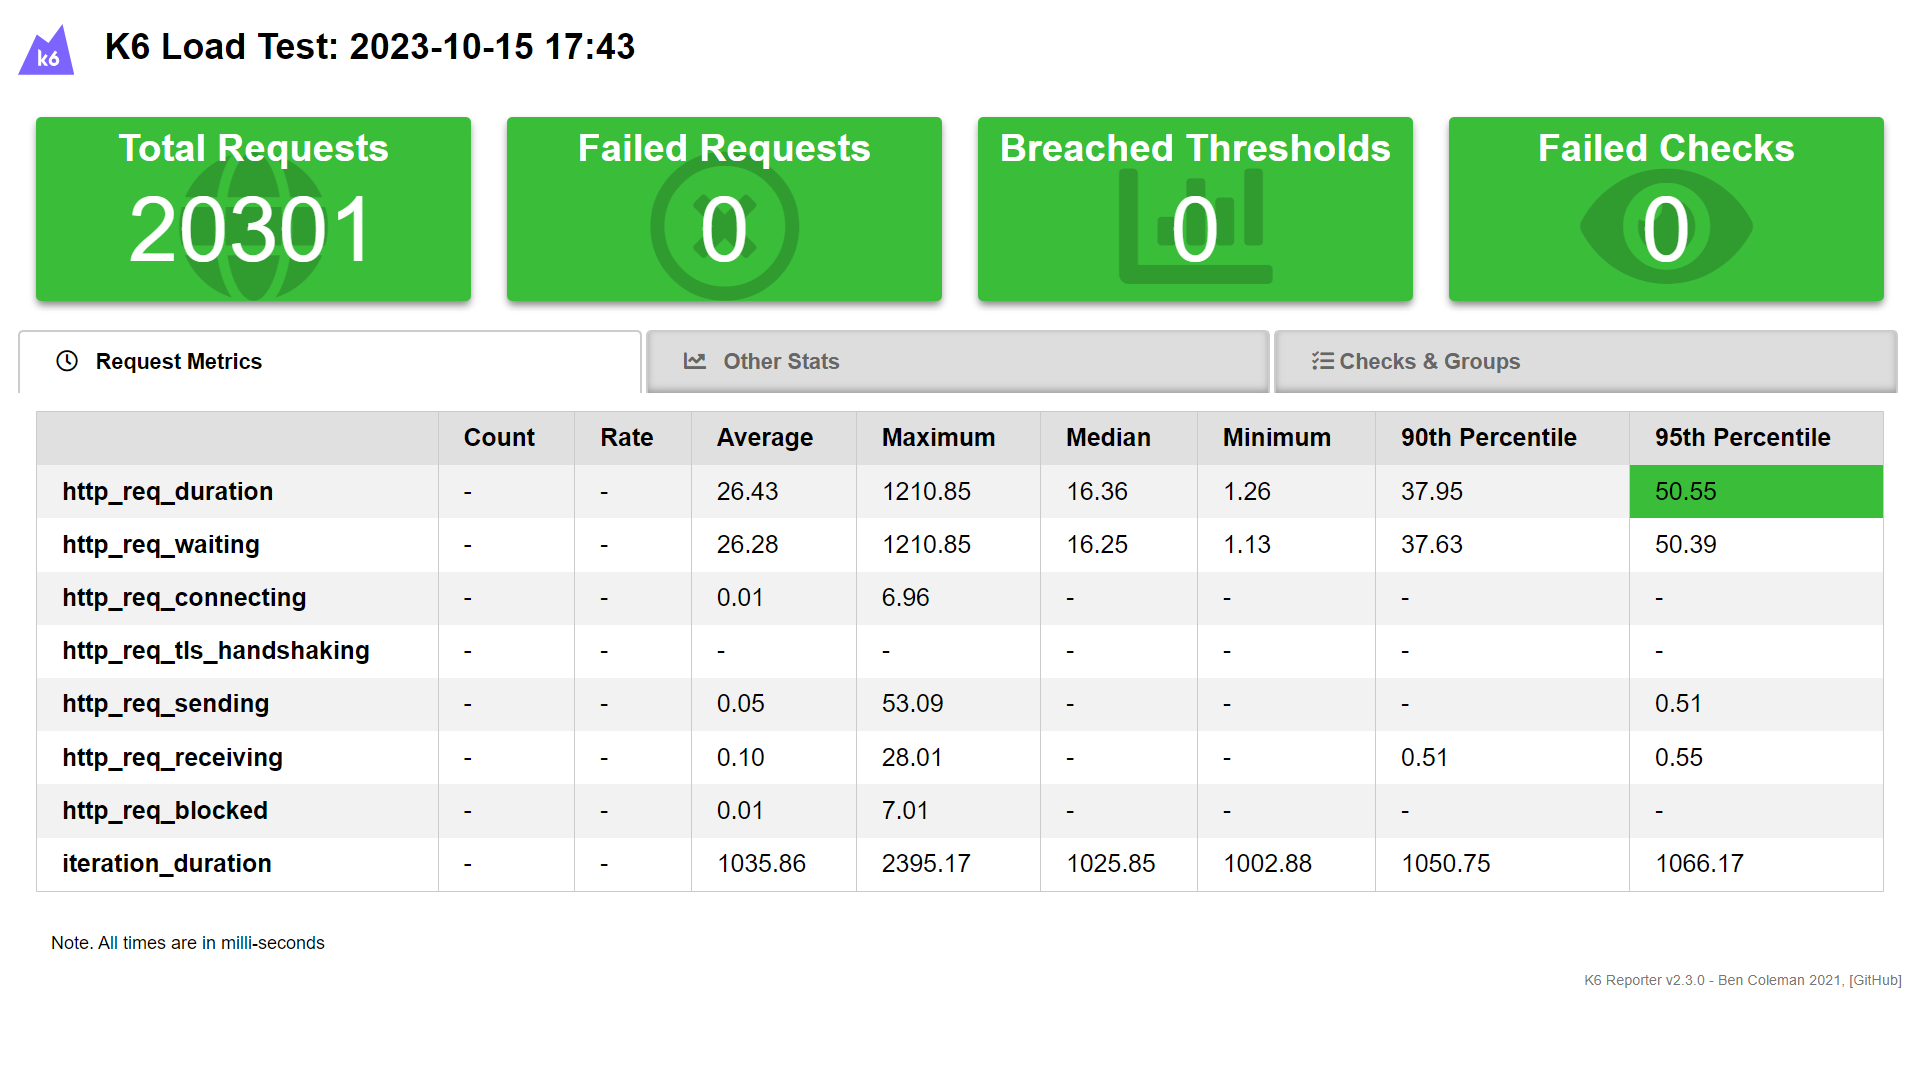 k6
K6 Load Test: 2023-10-15 17:43
Total Requests
20301
Failed Requests
0
Breached Thresholds
0
Failed Checks
0
Request Metrics
Other Stats
Checks & Groups
Count Rate Average Maximum Median Minimum 90th Percentile 95th Percentile
http_req_duration - - 26.43 1210.85 16.36 1.26 37.95 50.55
http_req_waiting - - 26.28 1210.85 16.25 1.13 37.63 50.39
http_req_connecting - - 0.01 6.96 - - - -
http_req_tls_handshaking - - - - - - - -
http_req_sending - - 0.05 53.09 - - - 0.51
http_req_receiving - - 0.10 28.01 - - 0.51 0.55
http_req_blocked - - 0.01 7.01 - - - -
iteration_duration - - 1035.86 2395.17 1025.85 1002.88 1050.75 1066.17
Note. All times are in milli-seconds
K6 Reporter v2.3.0 - Ben Coleman 2021, [GitHub]